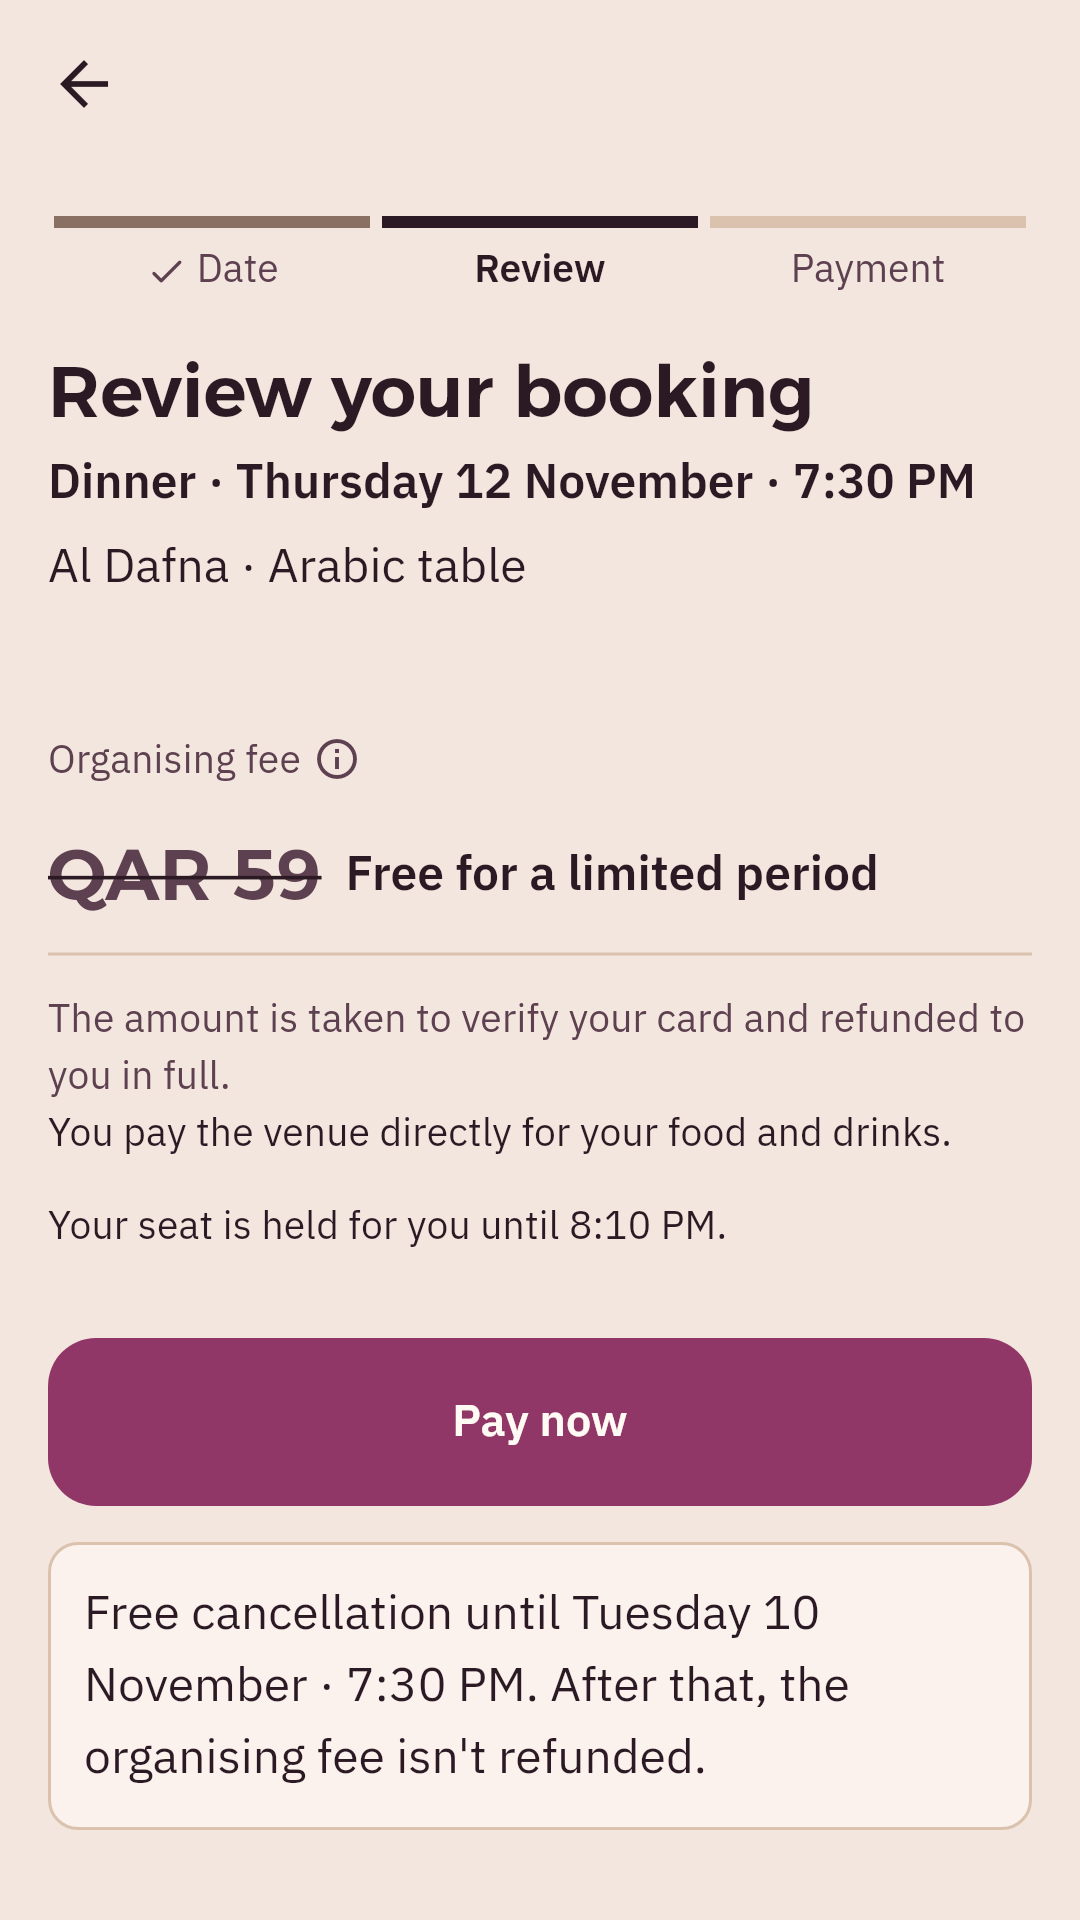 Date
Review
Payment
Review your booking
Dinner · Thursday 12 November · 7:30 PM
Al Dafna · Arabic table
Organising fee
QAR 59 Free for a limited period
The amount is taken to verify your card and refunded to
you in full.
You pay the venue directly for your food and drinks.
Your seat is held for you until 8:10 PM.
Pay now
Free cancellation until Tuesday 10
November · 7:30 PM. After that, the
organising fee isn't refunded.